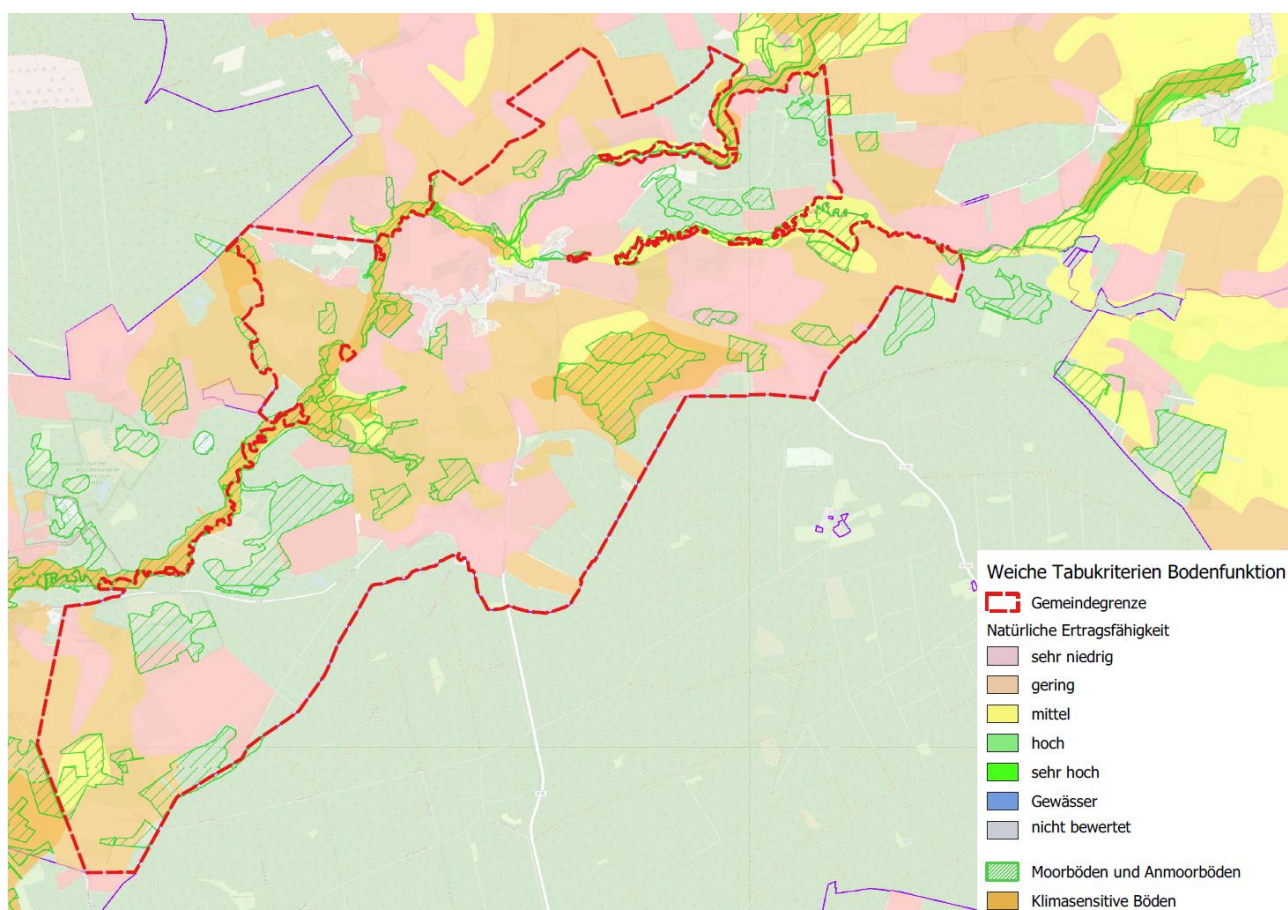 Weiche Tabukriterien Bodenfunktion
Gemeindegrenze
Natürliche Ertragsfähigkeit
sehr niedrig
gering
mittel
hoch
sehr hoch
Gewässer
nicht bewertet
Moorböden und Anmoorböden
Klimasensitive Böden